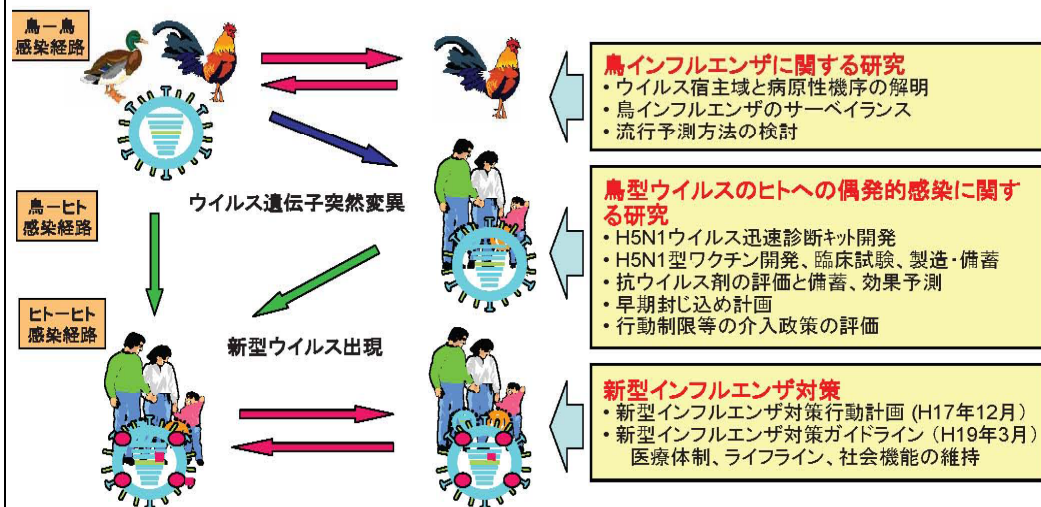 鳥ー鳥
感染経路
鳥ーヒト
感染経路
ヒトーヒト
感染経路
ウイルス遺伝子突然変異
新型ウイルス出現
鳥インフルエンザに関する研究
・ウイルス宿主域と病原性機序の解明
・鳥インフルエンザのサーベイランス
・流行予測方法の検討
鳥型ウイルスのヒトへの偶発的感染に関す
る研究
・H5N1ウイルス迅速診断キット開発
・H5N1型ワクチン開発、臨床試験、製造・備蓄
・抗ウイルス剤の評価と備蓄、効果予測
・早期封じ込め計画
・行動制限等の介入政策の評価
新型インフルエンザ対策
・新型インフルエンザ対策行動計画 (H17年12月)
・新型インフルエンザ対策ガイドライン (H19年3月)
医療体制、ライフライン、社会機能の維持